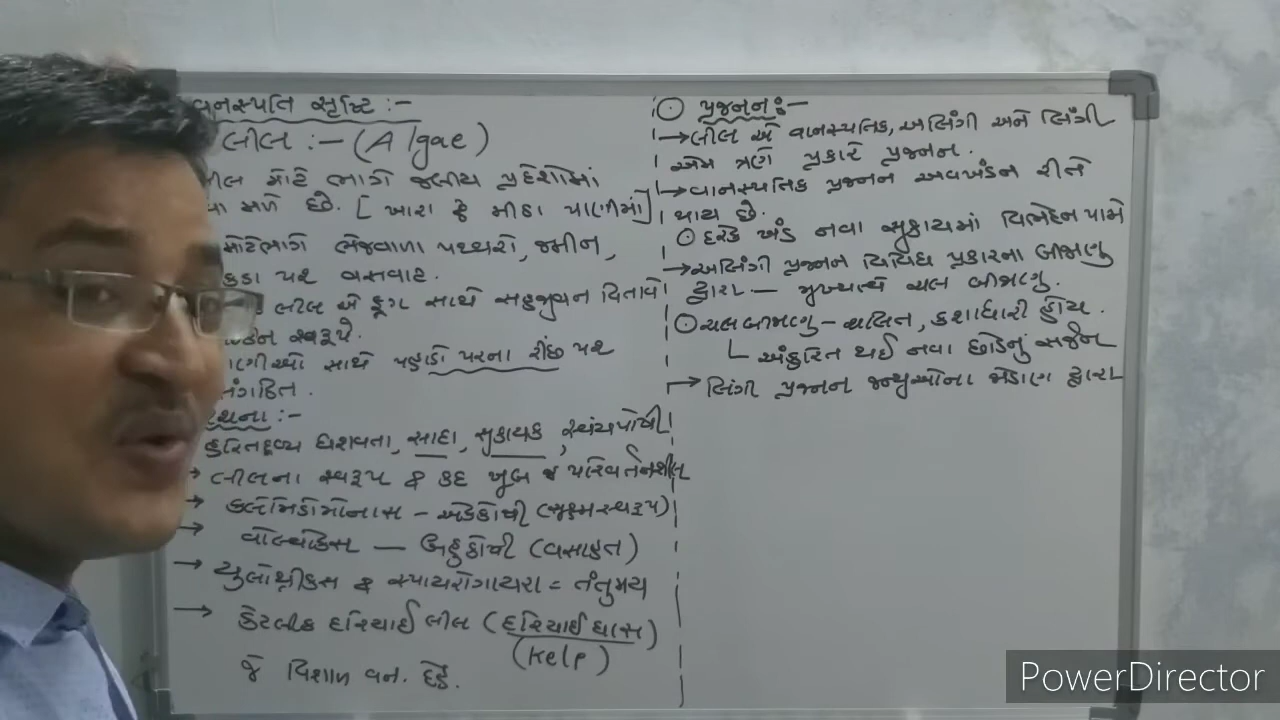 વનસ્પતિ સૃષ્ટિ :-
લીલ :- (Algae)
મોટે ભાગે જલીય પ્રદેશોમાં
મળે છે. [ખારા કે મીઠા પાણીમાં]
મોટેભાગે ભેજવાળા પથ્થરો, જમીન,
પર વસવાટ.
લીલ એ ફૂગ સાથે સહજીવન વિતાવે
સ્વરૂપે.
સાથે પહાડો પરના રીંછ પર
:-
હરિતદ્રવ્ય ધરાવતા, સાદા, સુકાયક, સ્વયંપોષી
→ લીલના સ્વરૂપ & કદ ખૂબ જ પરિવર્તનશીલ
→ ક્લેમિડોમોનાસ - એકકોષી (સૂક્ષ્મ સ્વરૂપ)
→ વોલ્વોક્સ — બહુકોષી (વસાહત)
→ યુલોથ્રીક્સ & સ્પાયરોગાયરા = તંતુમય
→ કેટલીક દરિયાઈ લીલ (દરિયાઈ ઘાસ)
(Kelp)
જે વિશાળ વન. દેહ.
⊙ પ્રજનન :-
→ લીલ એ વાનસ્પતિક, અલિંગી અને લિંગી
એમ ત્રણે પ્રકારે પ્રજનન.
→ વાનસ્પતિક પ્રજનન અવખંડન રીતે
થાય છે.
⊙ દરેક ખંડ નવા સુકાયમાં વિભેદન પામે
→ અલિંગી પ્રજનન વિવિધ પ્રકારના બીજાણુ
દ્વારા — મુખ્યત્વે ચલ બીજાણુ.
⊙ ચલબીજાણુ - ચલિત, કશાધારી હોય.
અંકુરિત થઈ નવા છોડનું સર્જન
→ લિંગી પ્રજનન જન્યુઓના જોડાણ દ્વારા
PowerDirector